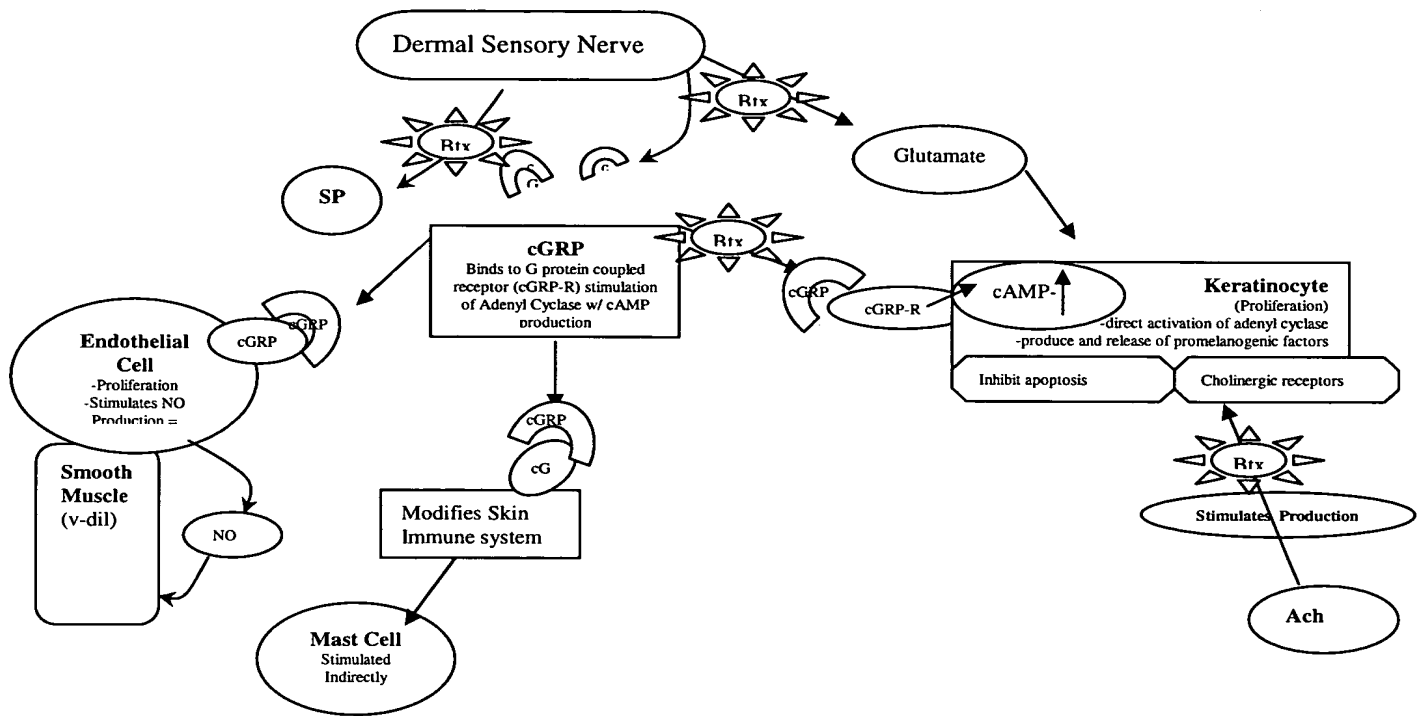 Dermal Sensory Nerve
Rtx
Rtx
Glutamate
c
G
c
SP
cGRP
Binds to G protein coupled
receptor (cGRP-R) stimulation
of Adenyl Cyclase w/ cAMP
production
Rtx
cGRP
cGRP-R
cAMP-
Keratinocyte
(Proliferation)
-direct activation of adenyl cyclase
-produce and release of promelanogenic factors
Inhibit apoptosis
Cholinergic receptors
cGRP
cGRP
Endothelial
Cell
-Proliferation
-Stimulates NO
Production =
cGRP
cG
Rtx
Smooth
Muscle
(v-dil)
NO
Modifies Skin
Immune system
Stimulates Production
Ach
Mast Cell
Stimulated
Indirectly